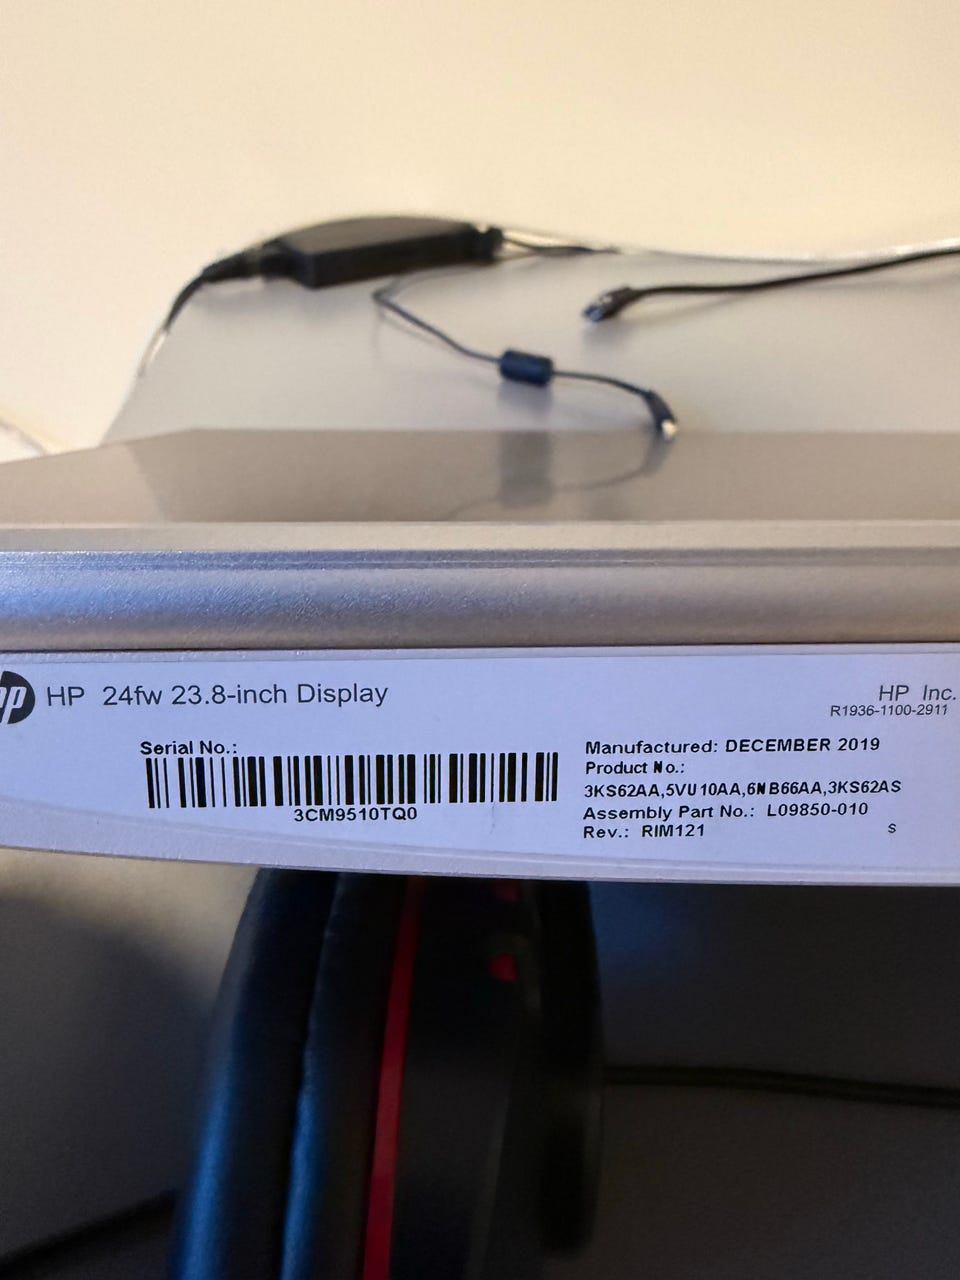 hp HP 24fw 23.8-inch Display
HP Inc.
R1936-1100-2911
Serial No.:
3CM9510TQ0
Manufactured: DECEMBER 2019
Product No.:
3KS62AA,5VU10AA,6NB66AA,3KS62AS
Assembly Part No.: L09850-010
Rev.: RIM121
S